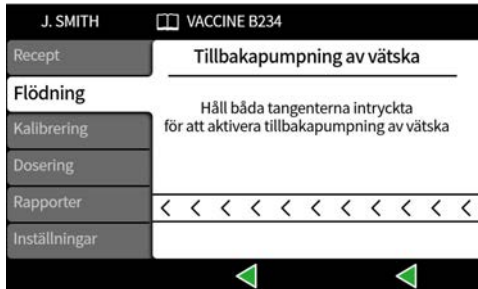 J. SMITH
VACCINE B234
Recept
Flödning
Kalibrering
Dosering
Rapporter
Inställningar
Tillbakapumpning av vätska
Håll båda tangenterna intryckta
för att aktivera tillbakapumpning av vätska
< < < < < < < < < < <